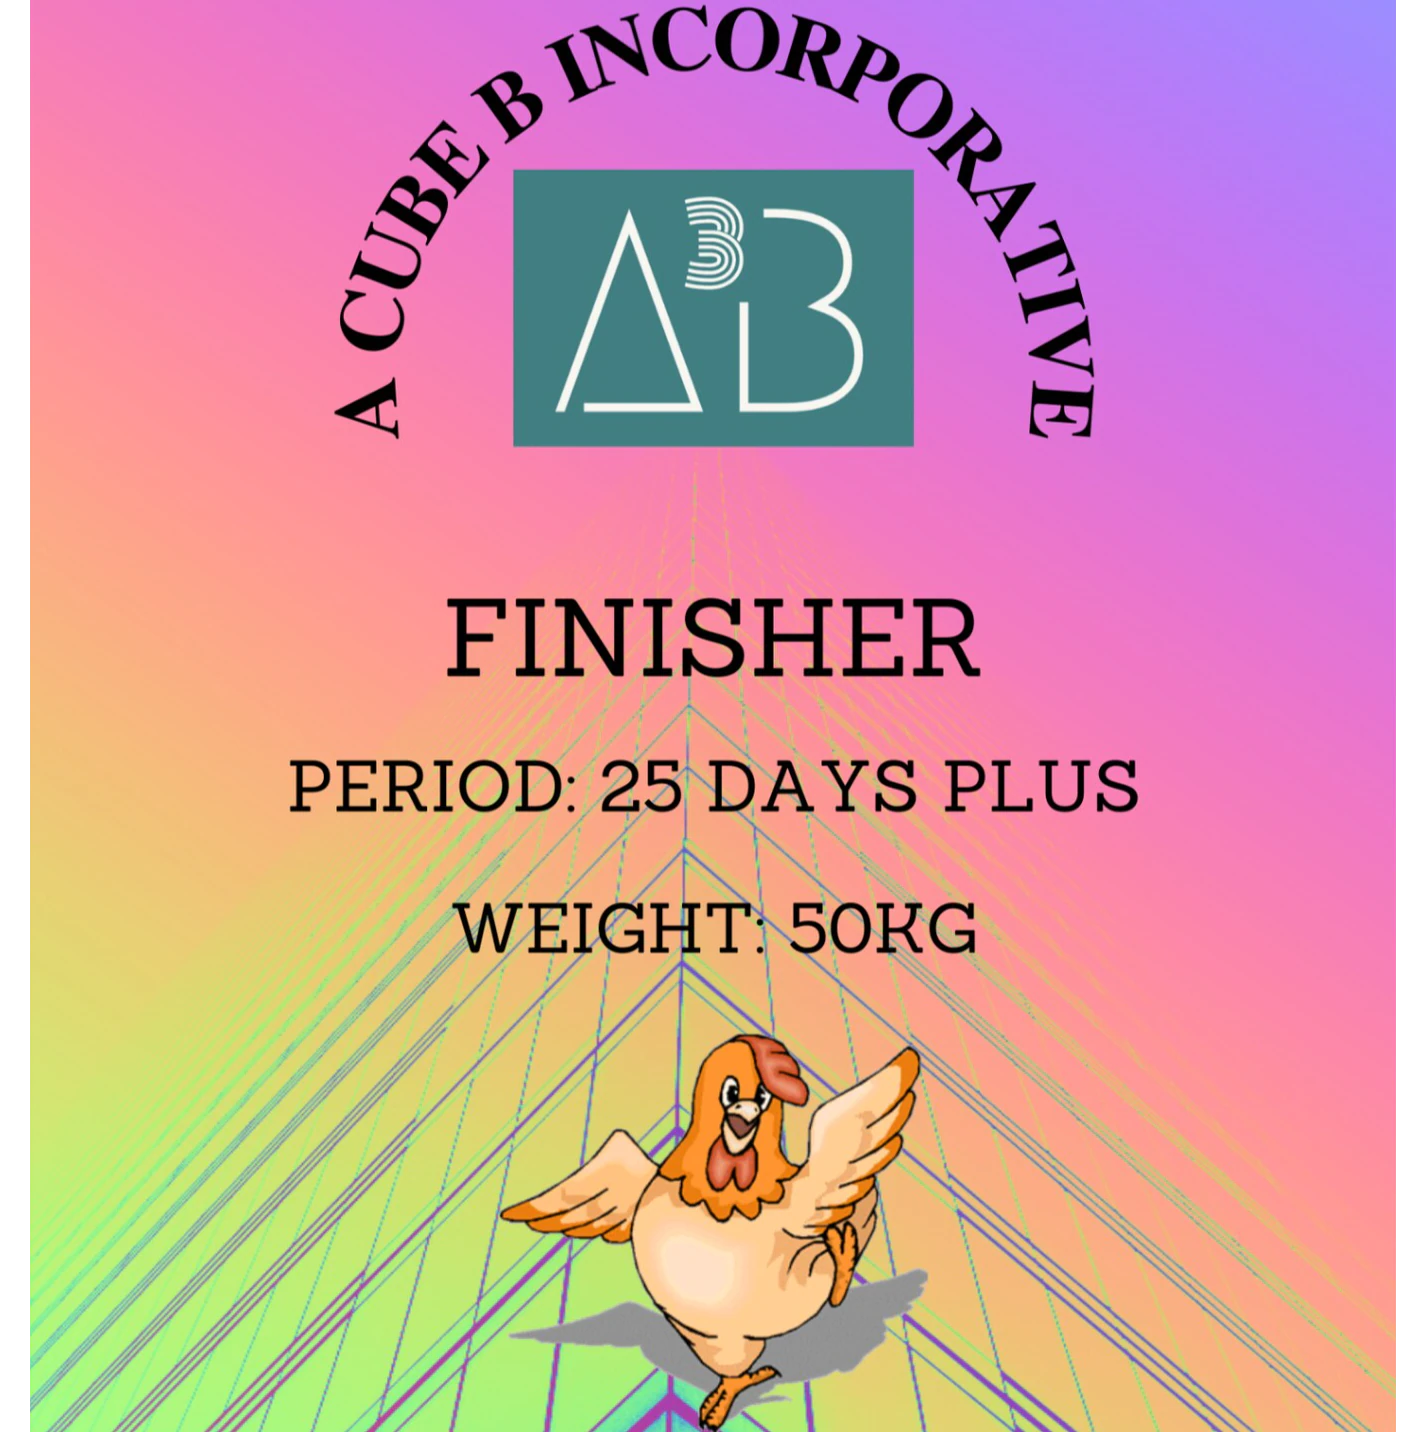 A CUBE B INCORPORATIVE
A³B
FINISHER
PERIOD: 25 DAYS PLUS
WEIGHT: 50KG